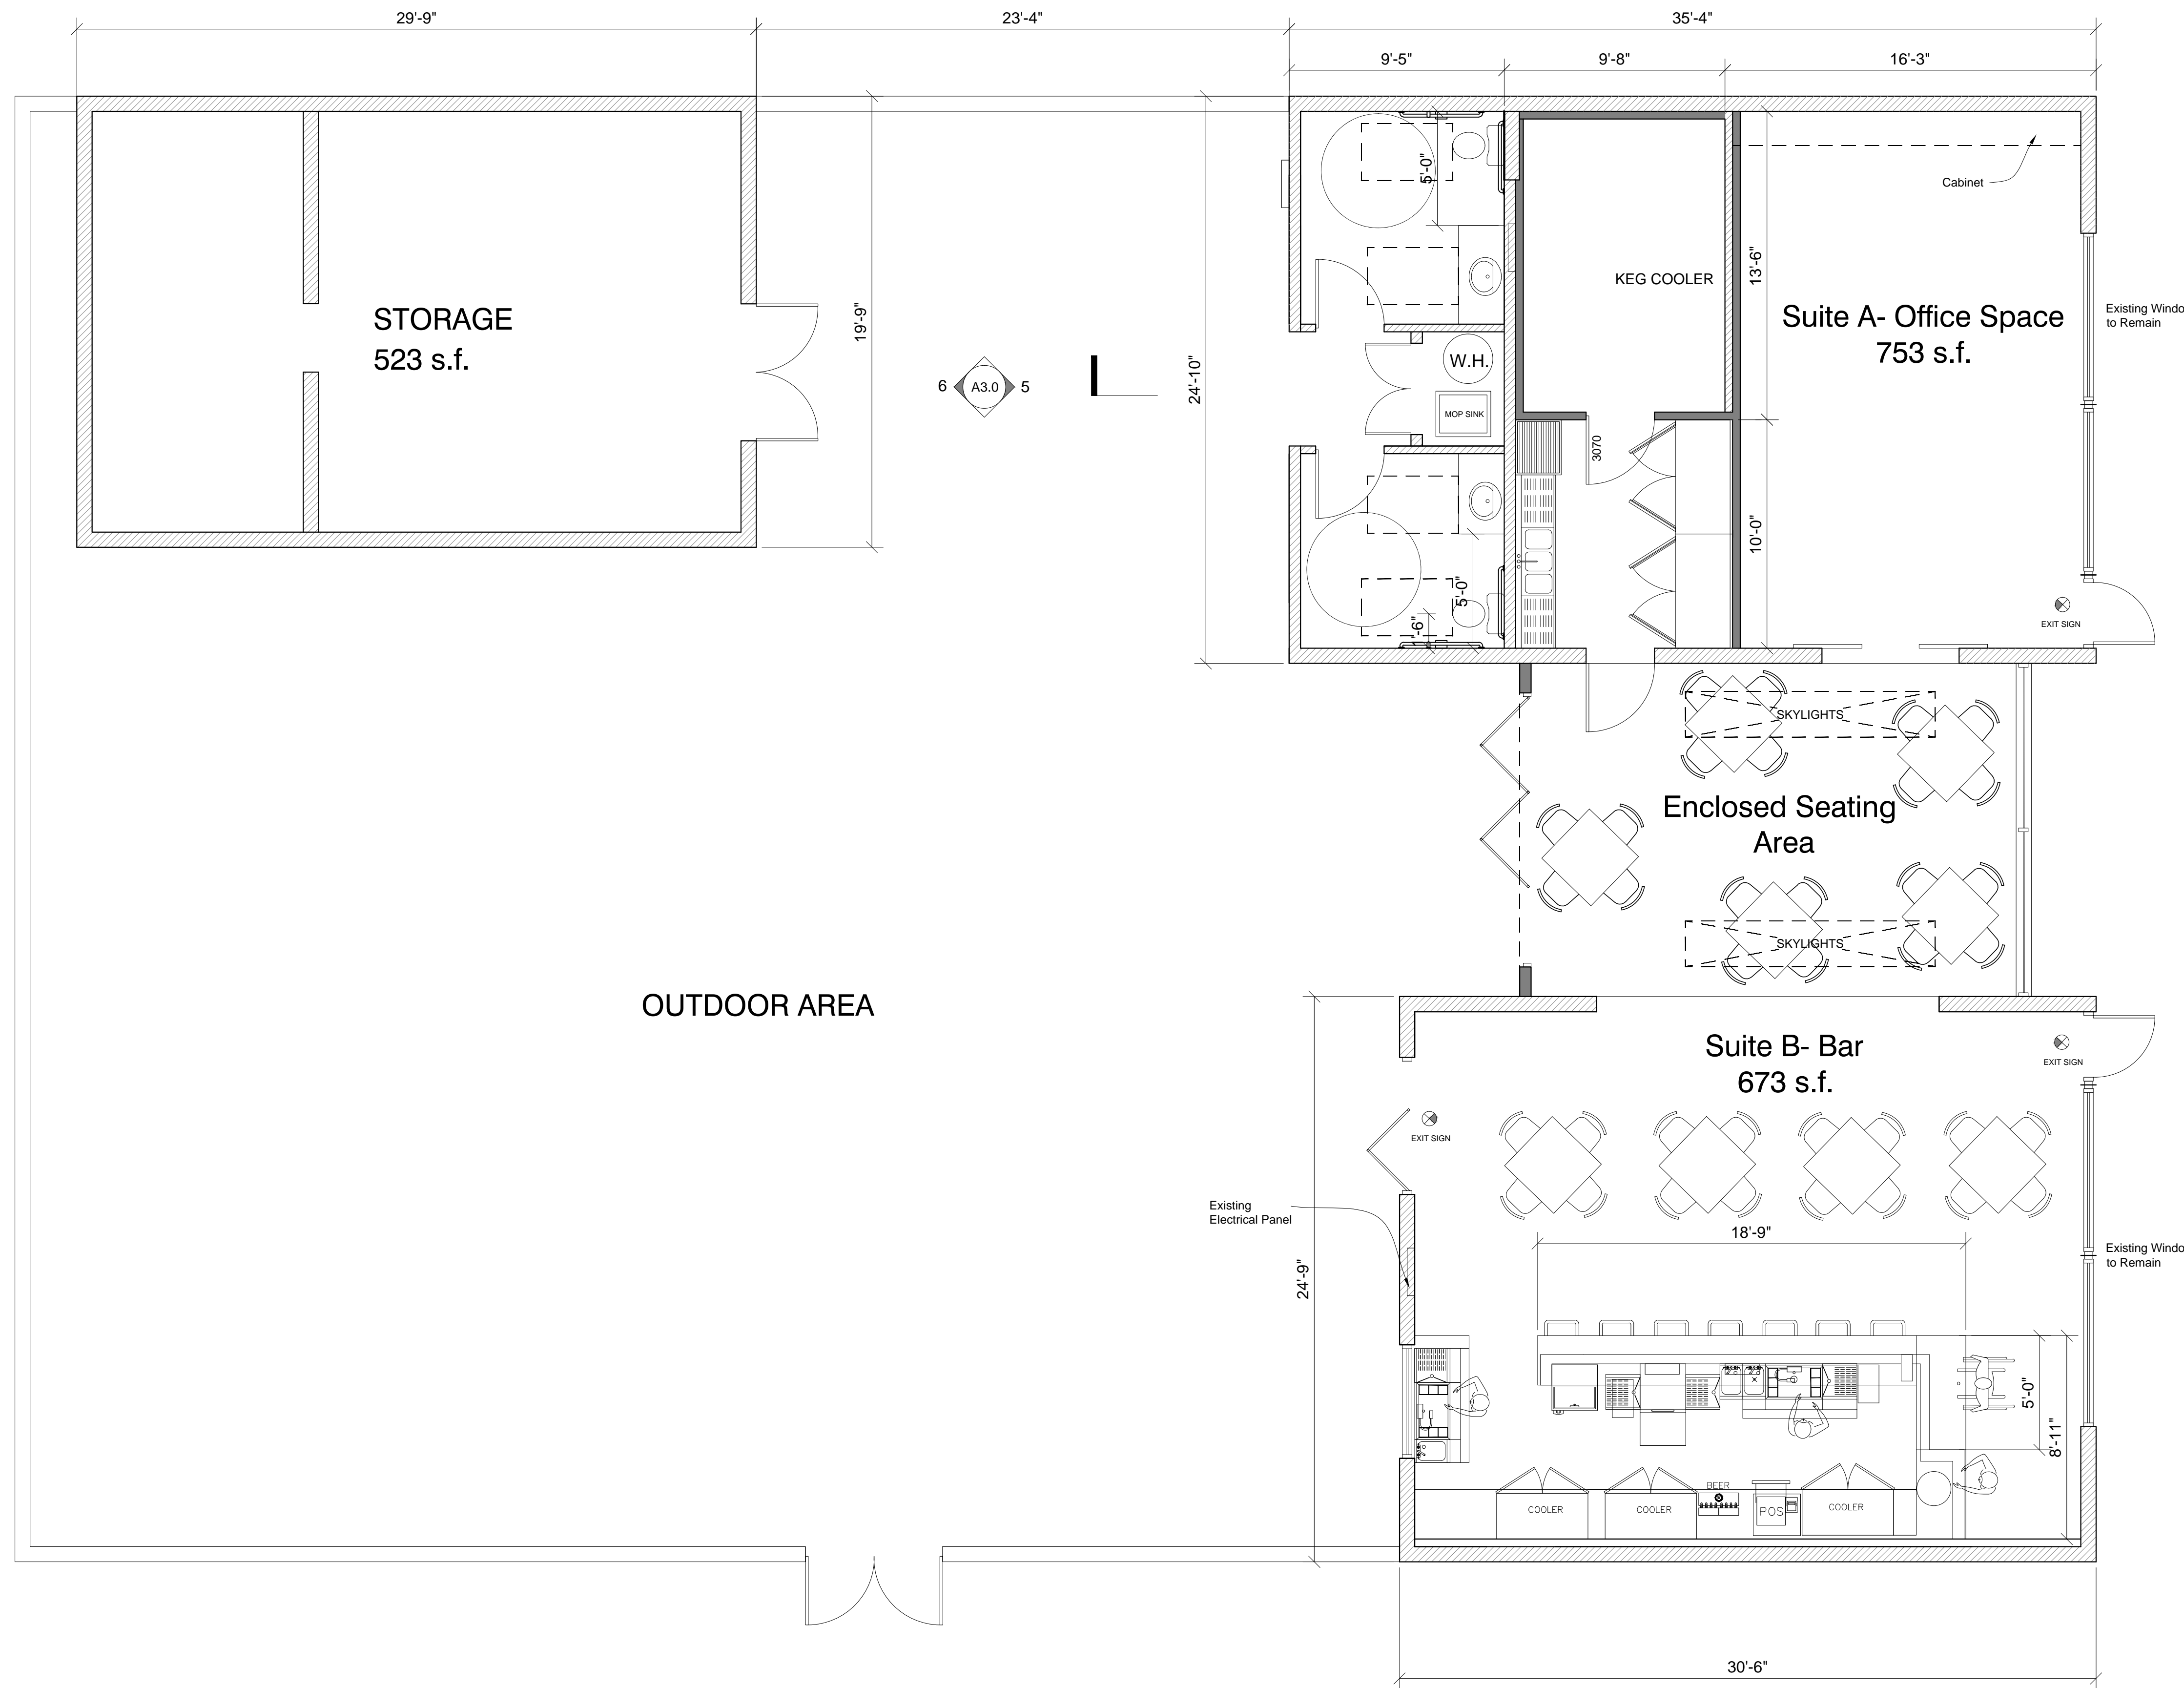 29'-9"
23'-4"
35'-4"
9'-5"
9'-8"
16'-3"
5'-0"
Cabinet
KEG COOLER
13'-6"
Suite A- Office Space
753 s.f.
Existing Windo
to Remain
STORAGE
523 s.f.
19'-9"
24'-10"
6
A3.0
5
W.H.
MOP SINK
3070
10'-0"
5'-0"
1'-6"
EXIT SIGN
SKYLIGHTS
Enclosed Seating
Area
SKYLIGHTS
OUTDOOR AREA
Suite B- Bar
673 s.f.
EXIT SIGN
EXIT SIGN
Existing
Electrical Panel
18'-9"
24'-9"
Existing Windo
to Remain
5'-0"
8'-11"
BEER
COOLER
COOLER
POS
COOLER
30'-6"